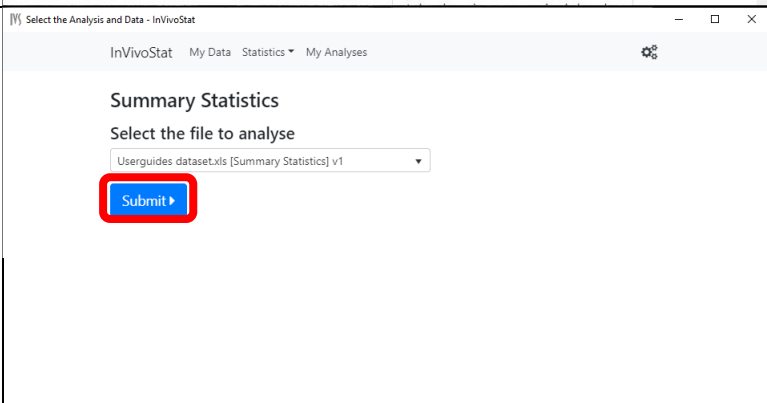 Select the Analysis and Data - InVivoStat
InVivoStat My Data Statistics My Analyses
Summary Statistics
Select the file to analyse
Userguides dataset.xls [Summary Statistics] v1
Submit